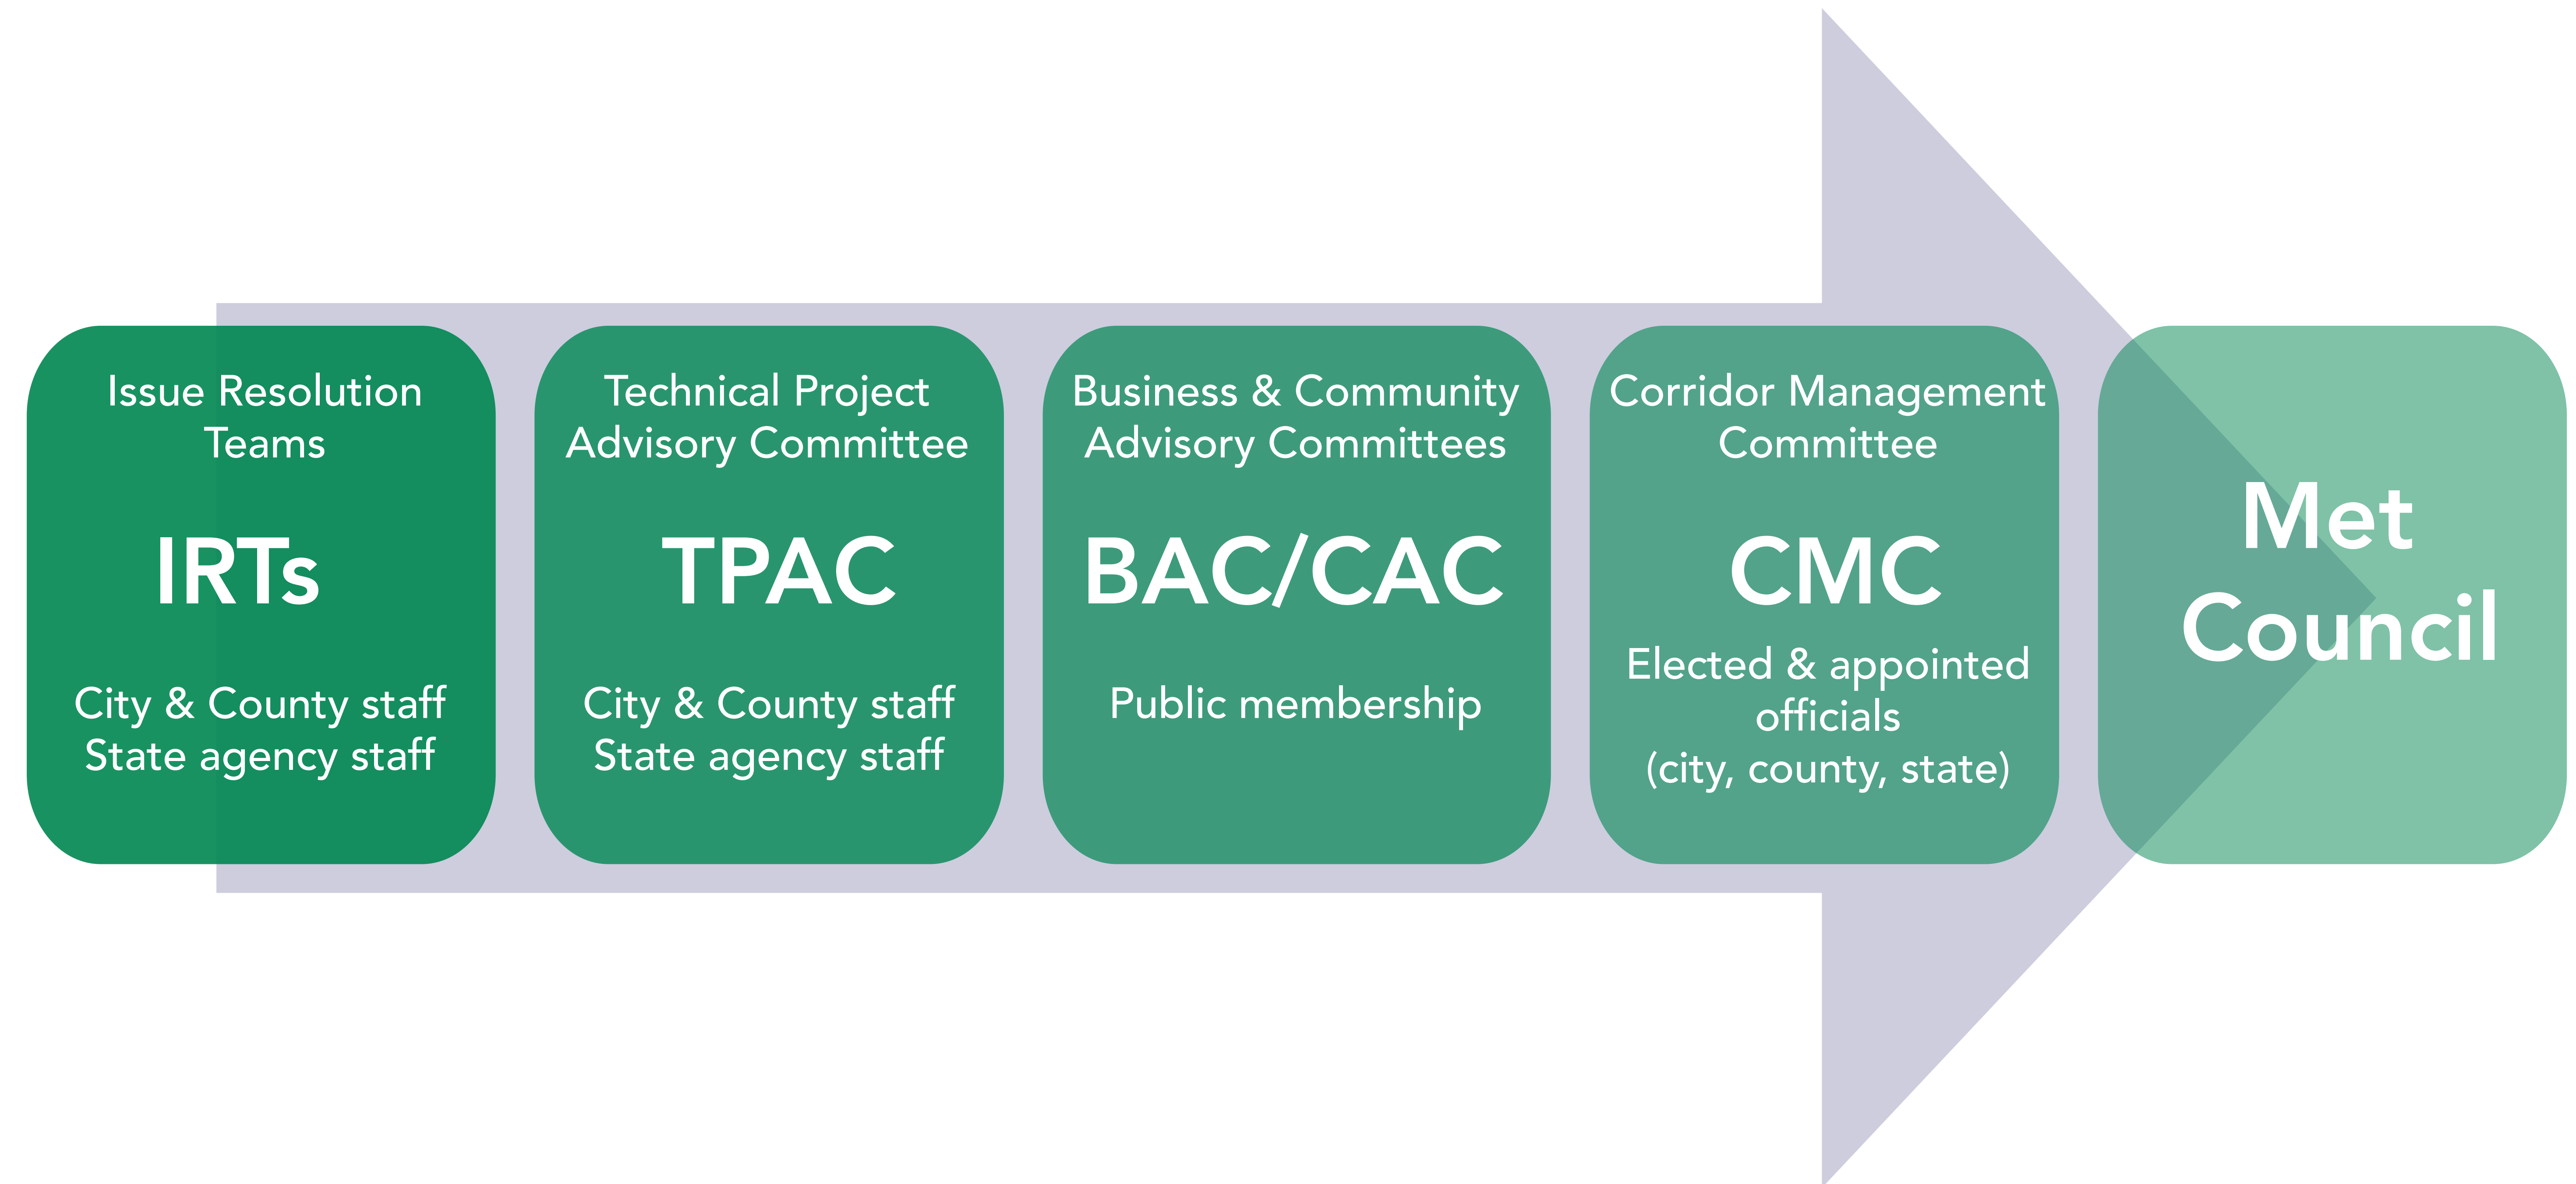 Issue Resolution
Teams
IRTs
City & County staff
State agency staff
Technical Project
Advisory Committee
TPAC
City & County staff
State agency staff
Business & Community
Advisory Committees
BAC/CAC
Public membership
Corridor Management
Committee
CMC
Elected & appointed
officials
(city, county, state)
Met
Council